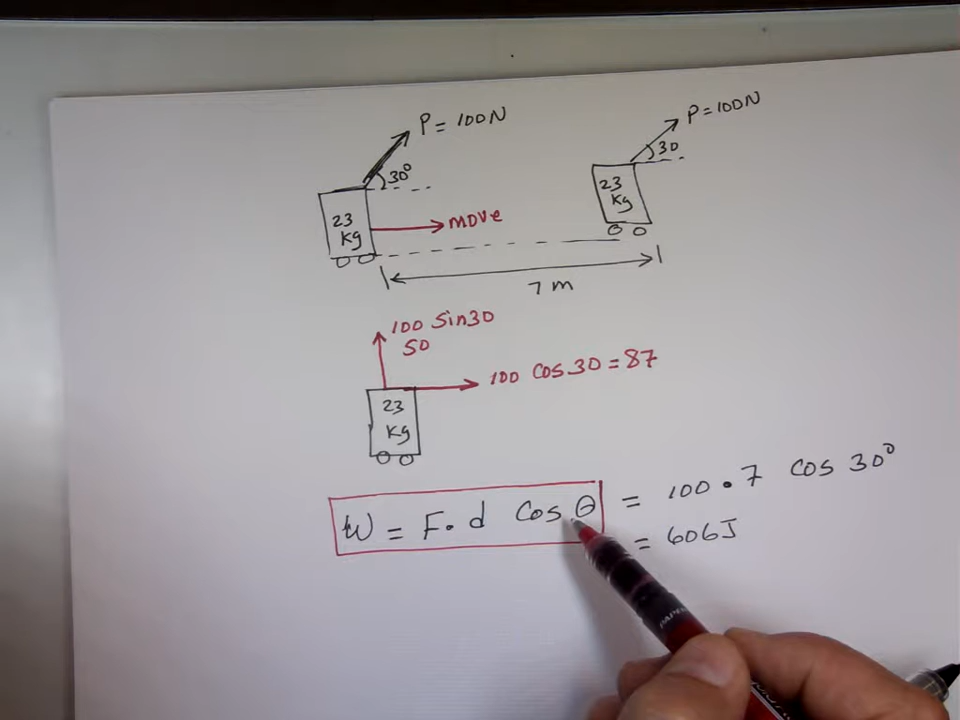 P = 100N
30°
23
Kg
move
P = 100N
30
23
Kg
7 m
100 Sin30
50
100 Cos 30 = 87
23
Kg
W = F • d Cos θ = 100 • 7 Cos 30°
= 606J
PAPER